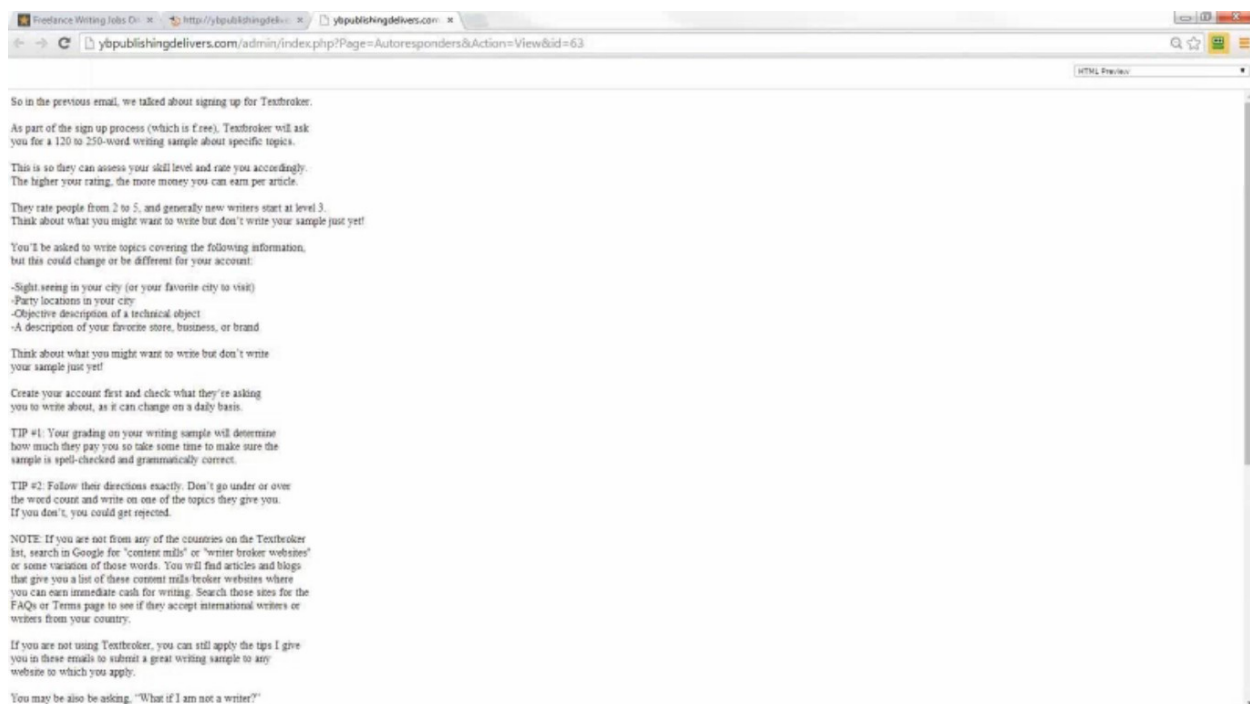 Freelance Writing Jobs On
http://ybpublishingdeliv
ybpublishingdelivers.com
ybpublishingdelivers.com/admin/index.php?Page=Autoresponders&Action=View&id=63
HTML Preview
So in the previous email, we talked about signing up for Textbroker.
As part of the sign up process (which is f.ree), Textbroker will ask
you for a 120 to 250-word writing sample about specific topics.
This is so they can assess your skill level and rate you accordingly.
The higher your rating, the more money you can earn per article.
They rate people from 2 to 5, and generally new writers start at level 3.
Think about what you might want to write but don't write your sample just yet!
You'll be asked to write topics covering the following information,
but this could change or be different for your account:
-Sight.seeing in your city (or your favorite city to visit)
-Party locations in your city
-Objective description of a technical object
-A description of your favorite store, business, or brand
Think about what you might want to write but don't write
your sample just yet!
Create your account first and check what they're asking
you to write about, as it can change on a daily basis.
TIP #1: Your grading on your writing sample will determine
how much they pay you so take some time to make sure the
sample is spell-checked and grammatically correct.
TIP #2: Follow their directions exactly. Don't go under or over
the word count and write on one of the topics they give you.
If you don't, you could get rejected.
NOTE: If you are not from any of the countries on the Textbroker
list, search in Google for "content mills" or "writer broker websites"
or some variation of those words. You will find articles and blogs
that give you a list of these content mills/broker websites where
you can earn immediate cash for writing. Search those sites for the
FAQs or Terms page to see if they accept international writers or
writers from your country.
If you are not using Textbroker, you can still apply the tips I give
you in these emails to submit a great writing sample to any
website to which you apply.
You may be also be asking, "What if I am not a writer?"